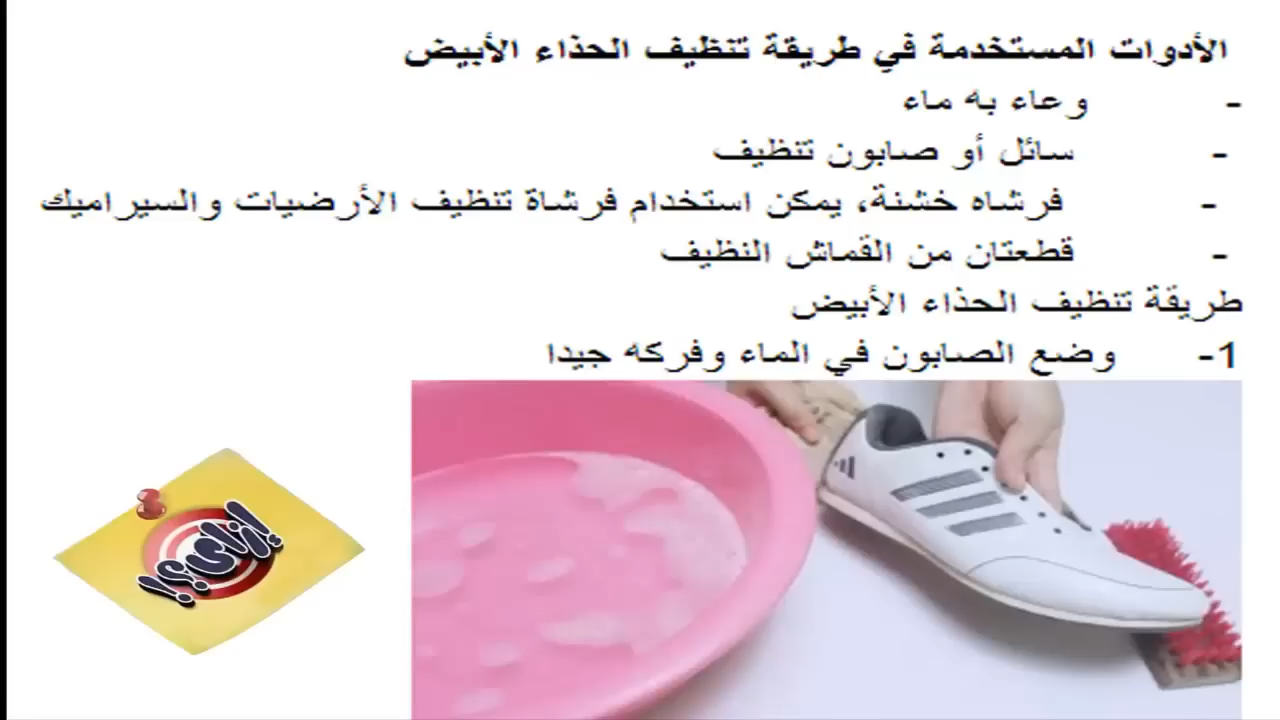 الأدوات المستخدمة في طريقة تنظيف الحذاء الأبيض
- وعاء به ماء
- سائل أو صابون تنظيف
- فرشاه خشنة، يمكن استخدام فرشاة تنظيف الأرضيات والسيراميك
- قطعتان من القماش النظيف
طريقة تنظيف الحذاء الأبيض
1- وضع الصابون في الماء وفركه جيدا
إزاى؟!